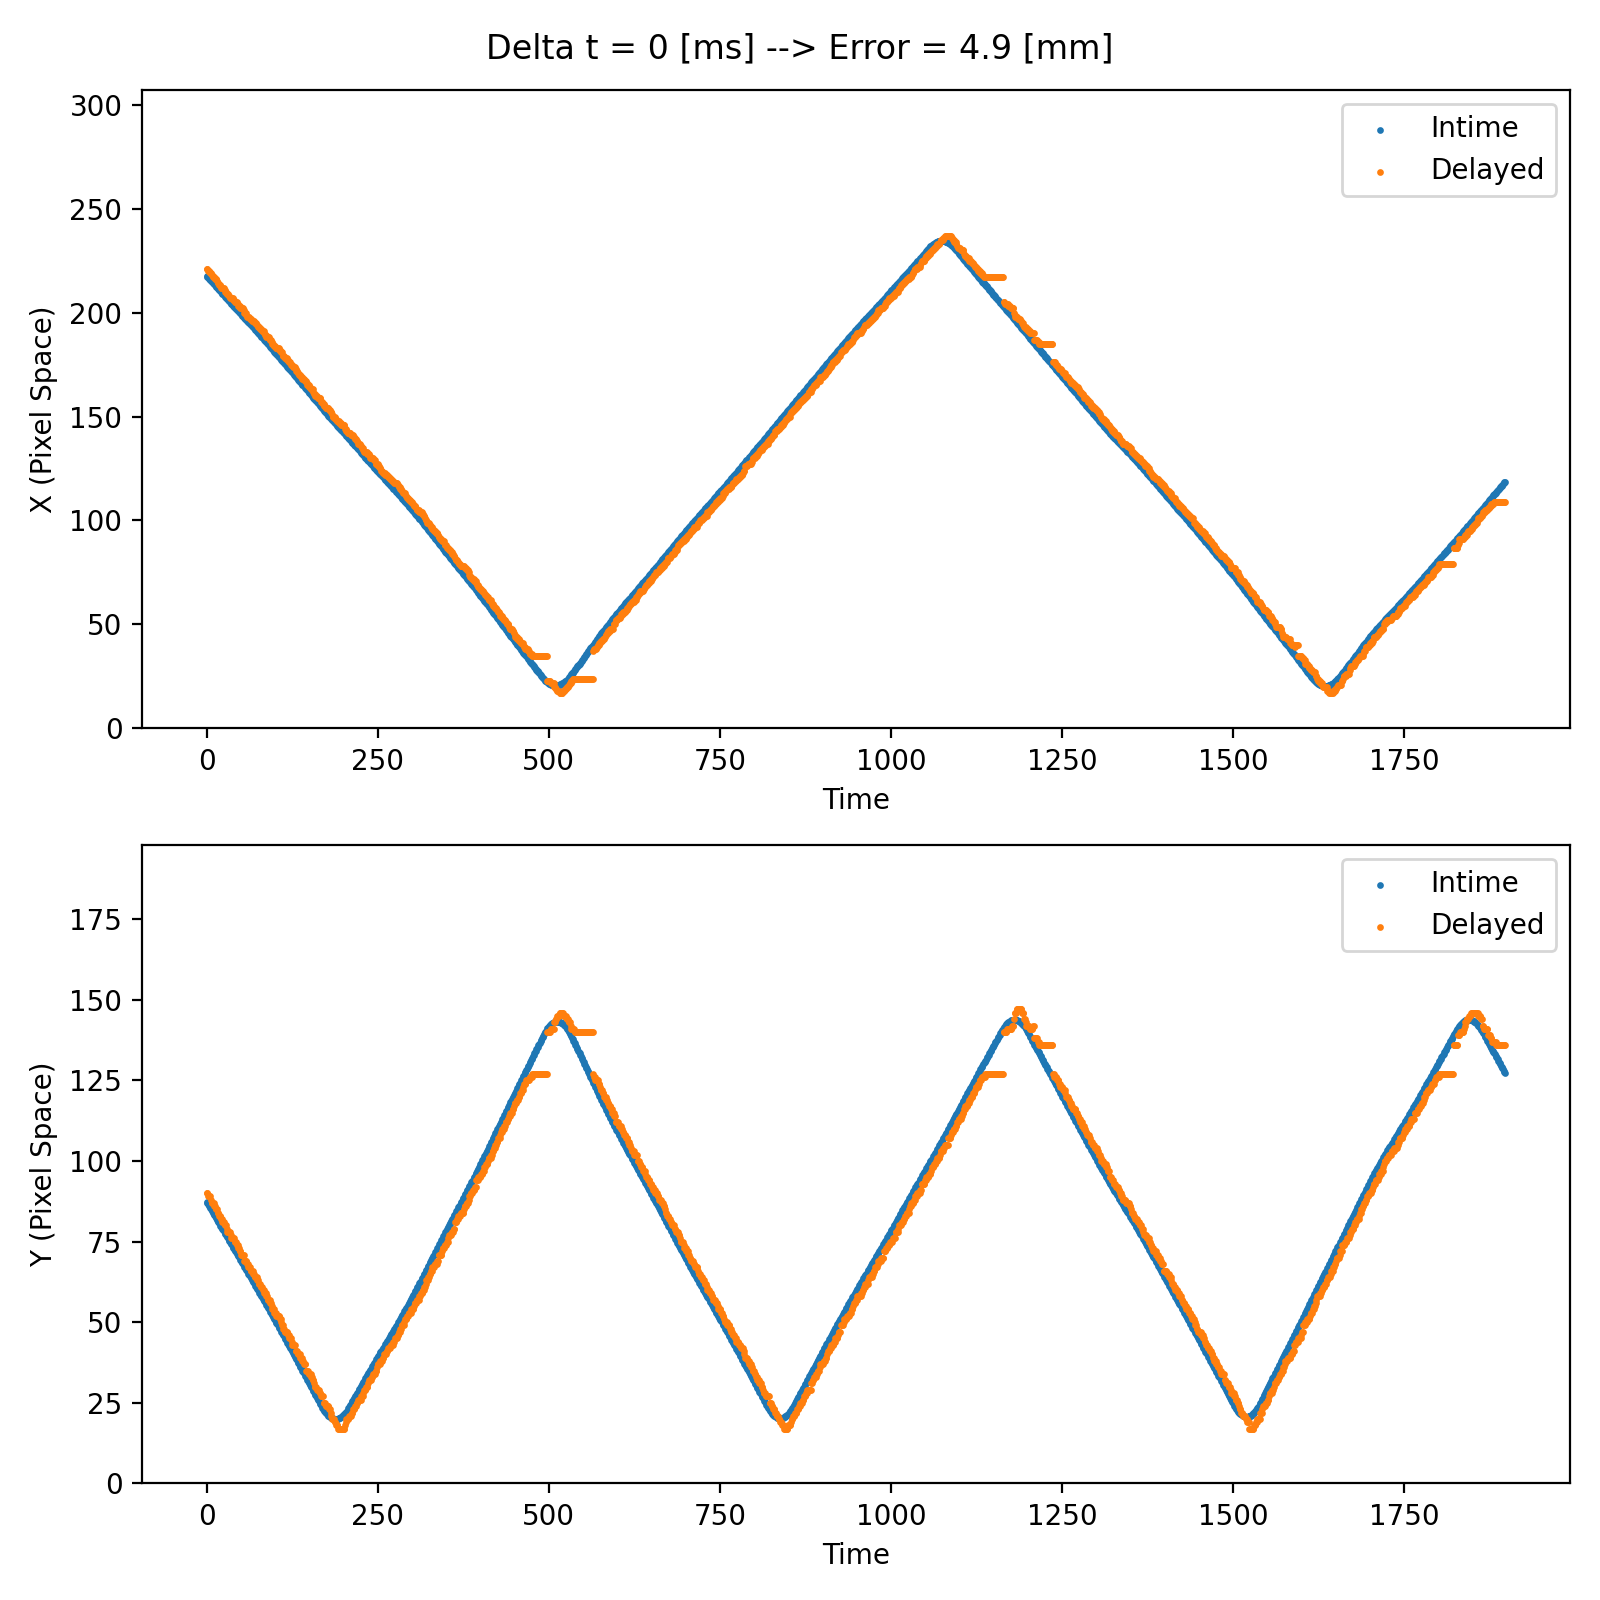 Delta t = 0 [ms] --> Error = 4.9 [mm]
300
250
200
150
100
50
0
X (Pixel Space)
Intime
Delayed
0 250 500 750 1000 1250 1500 1750
Time
175
150
125
100
75
50
25
0
Y (Pixel Space)
Intime
Delayed
0 250 500 750 1000 1250 1500 1750
Time